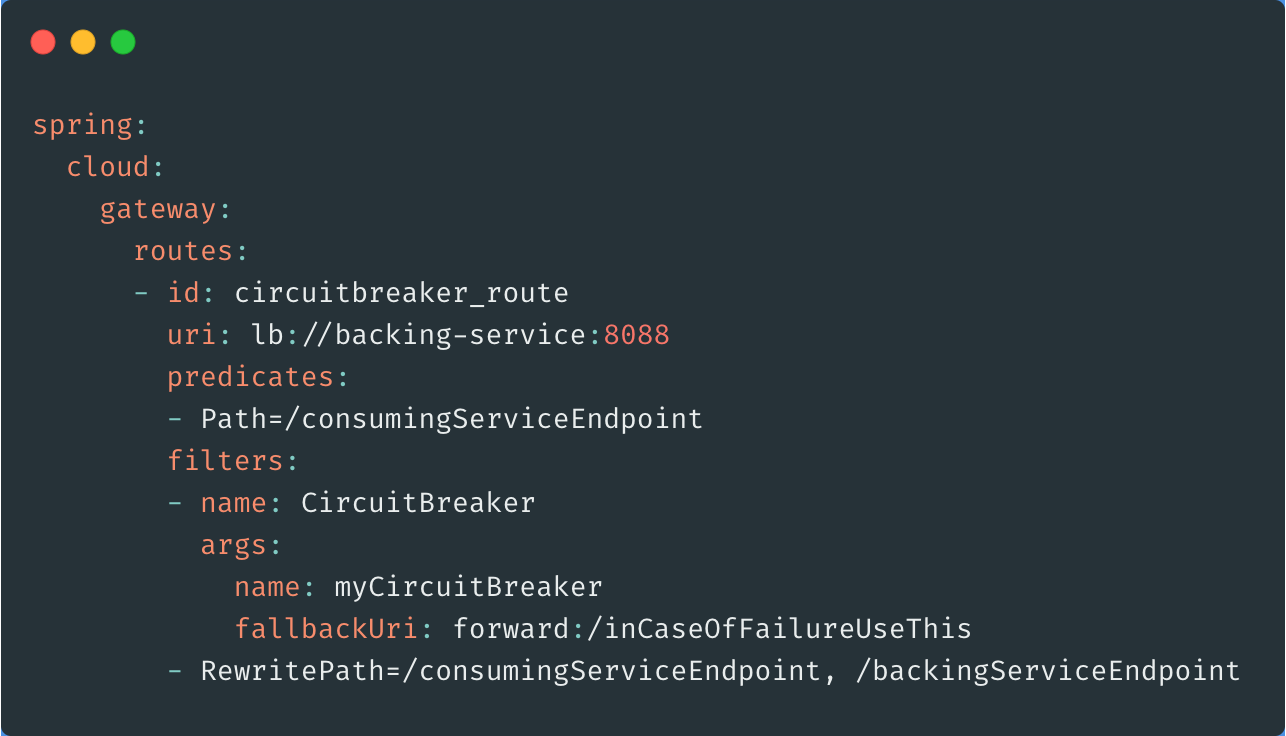 spring:
  cloud:
    gateway:
      routes:
      - id: circuitbreaker_route
        uri: lb://backing-service:8088
        predicates:
        - Path=/consumingServiceEndpoint
        filters:
        - name: CircuitBreaker
          args:
            name: myCircuitBreaker
            fallbackUri: forward:/inCaseOfFailureUseThis
        - RewritePath=/consumingServiceEndpoint, /backingServiceEndpoint